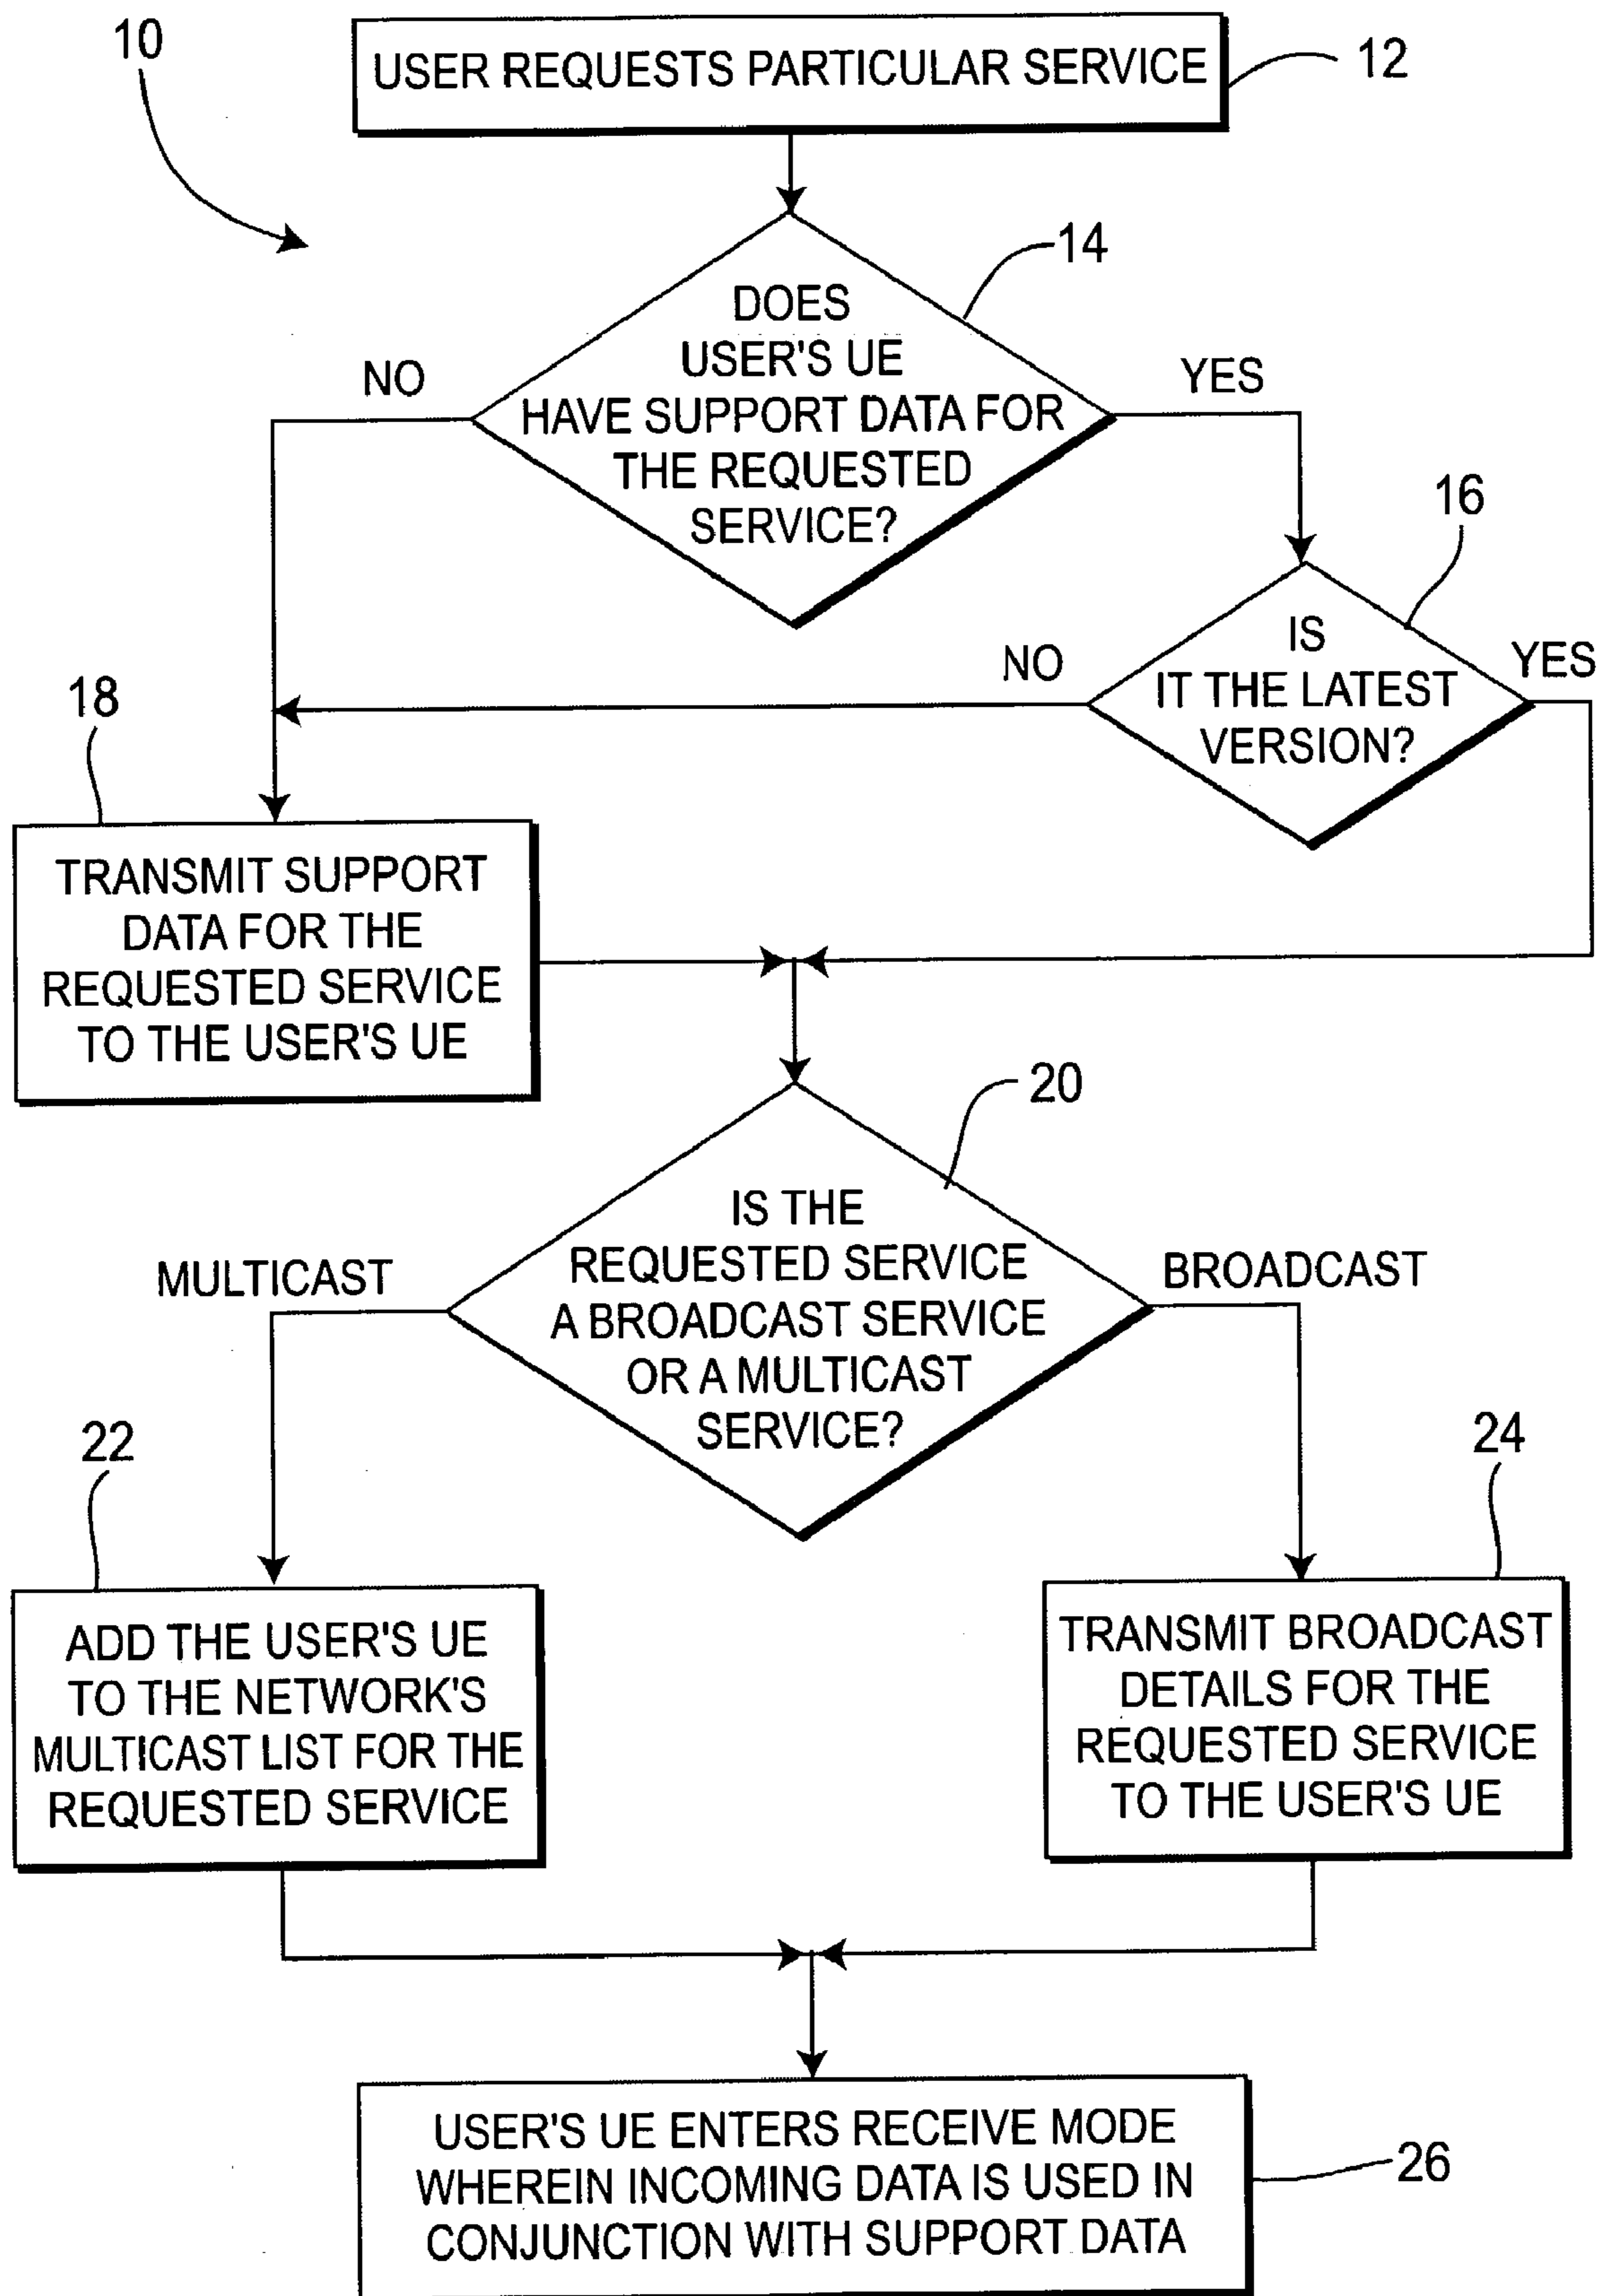 10
USER REQUESTS PARTICULAR SERVICE
12
14
DOES
USER'S UE
HAVE SUPPORT DATA FOR
THE REQUESTED
SERVICE?
NO
YES
16
IS
IT THE LATEST
VERSION?
NO
YES
18
TRANSMIT SUPPORT
DATA FOR THE
REQUESTED SERVICE
TO THE USER'S UE
20
IS THE
REQUESTED SERVICE
A BROADCAST SERVICE
OR A MULTICAST
SERVICE?
MULTICAST
BROADCAST
22
ADD THE USER'S UE
TO THE NETWORK'S
MULTICAST LIST FOR THE
REQUESTED SERVICE
24
TRANSMIT BROADCAST
DETAILS FOR THE
REQUESTED SERVICE
TO THE USER'S UE
USER'S UE ENTERS RECEIVE MODE
WHEREIN INCOMING DATA IS USED IN
CONJUNCTION WITH SUPPORT DATA
26